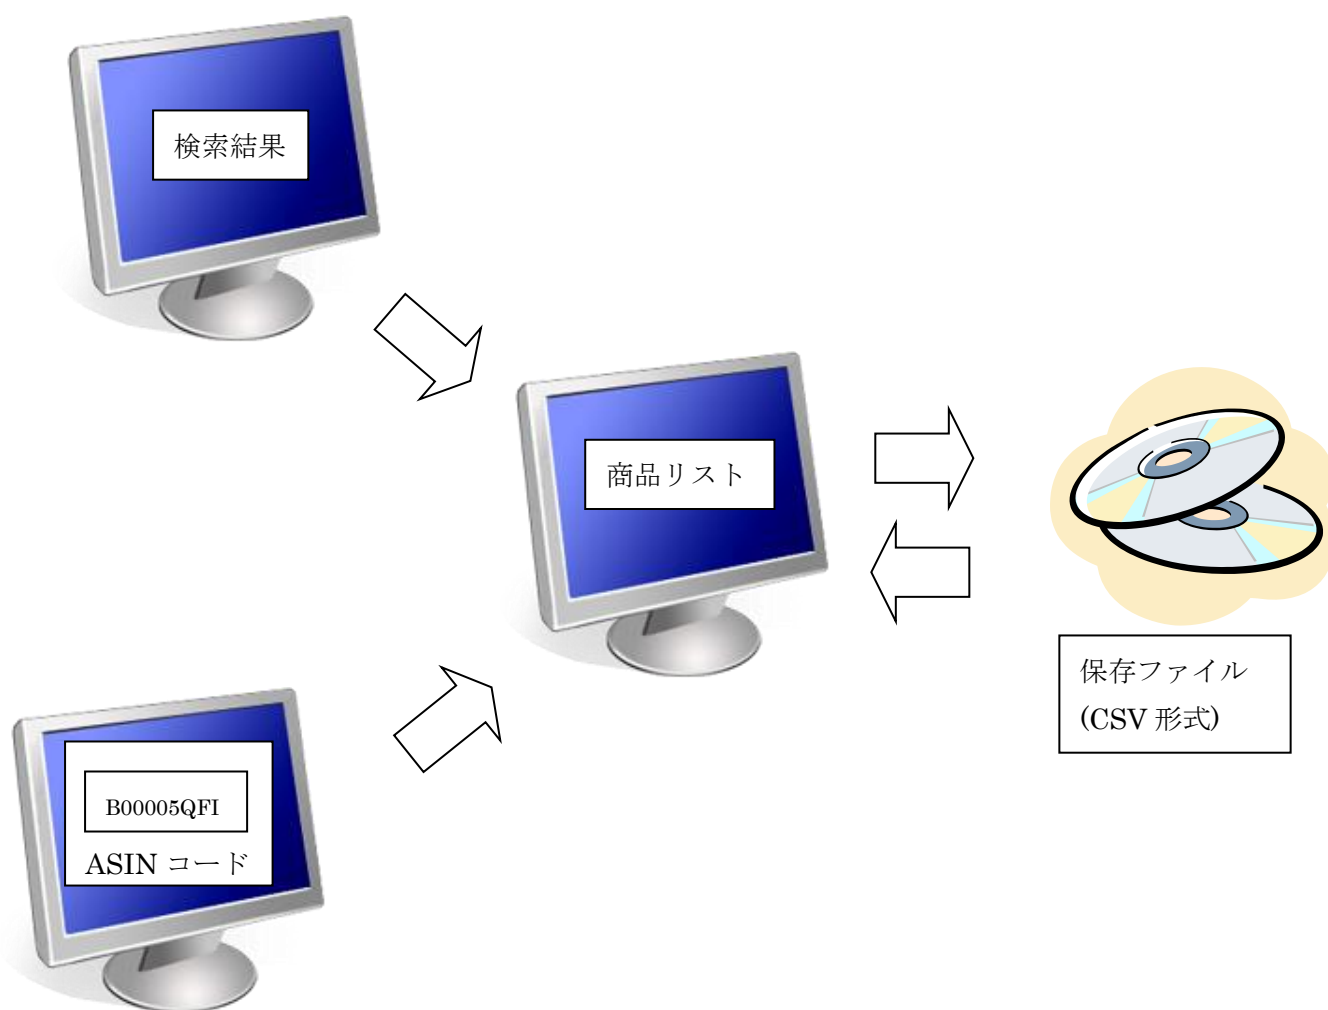 検索結果
商品リスト
保存ファイル
(CSV 形式)
B00005QFI
ASIN コード